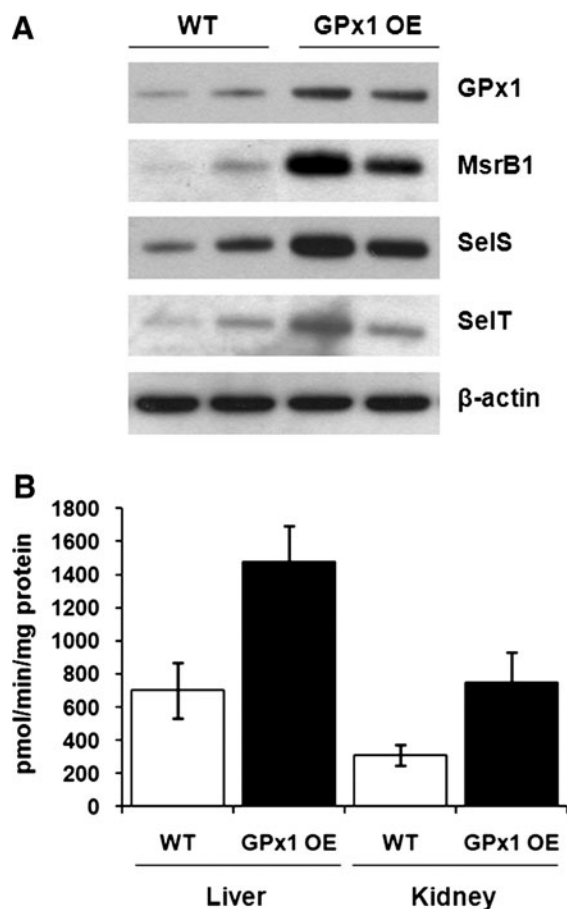 A
WT GPx1 OE
GPx1
MsrB1
SelS
SelT
β-actin
B
pmol/min/mg protein
1800
1600
1400
1200
1000
800
600
400
200
0
WT GPx1 OE WT GPx1 OE
Liver Kidney